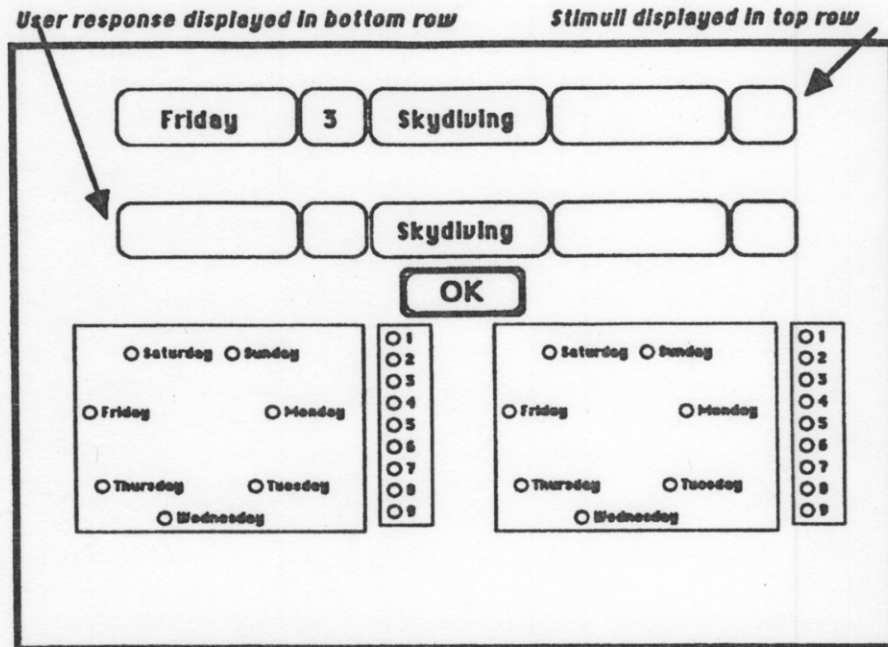 User response displayed in bottom row
Stimuli displayed in top row
Friday 3 Skydiving
Skydiving
OK
Saturday Sunday
Friday Monday
Thursday Tuesday
Wednesday
1
2
3
4
5
6
7
8
9
Saturday Sunday
Friday Monday
Thursday Tuesday
Wednesday
1
2
3
4
5
6
7
8
9